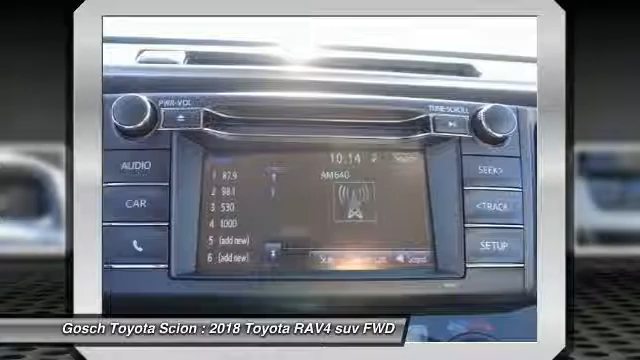 PWR•VOL
TUNE•SCROLL
AUDIO
CAR
10:14
AM640
1 87.9
2 98.1
3 530
4 1000
5 (add new)
6 (add new)
Sound
SEEK>
<TRACK
SETUP
Gosch Toyota Scion : 2018 Toyota RAV4 suv FWD